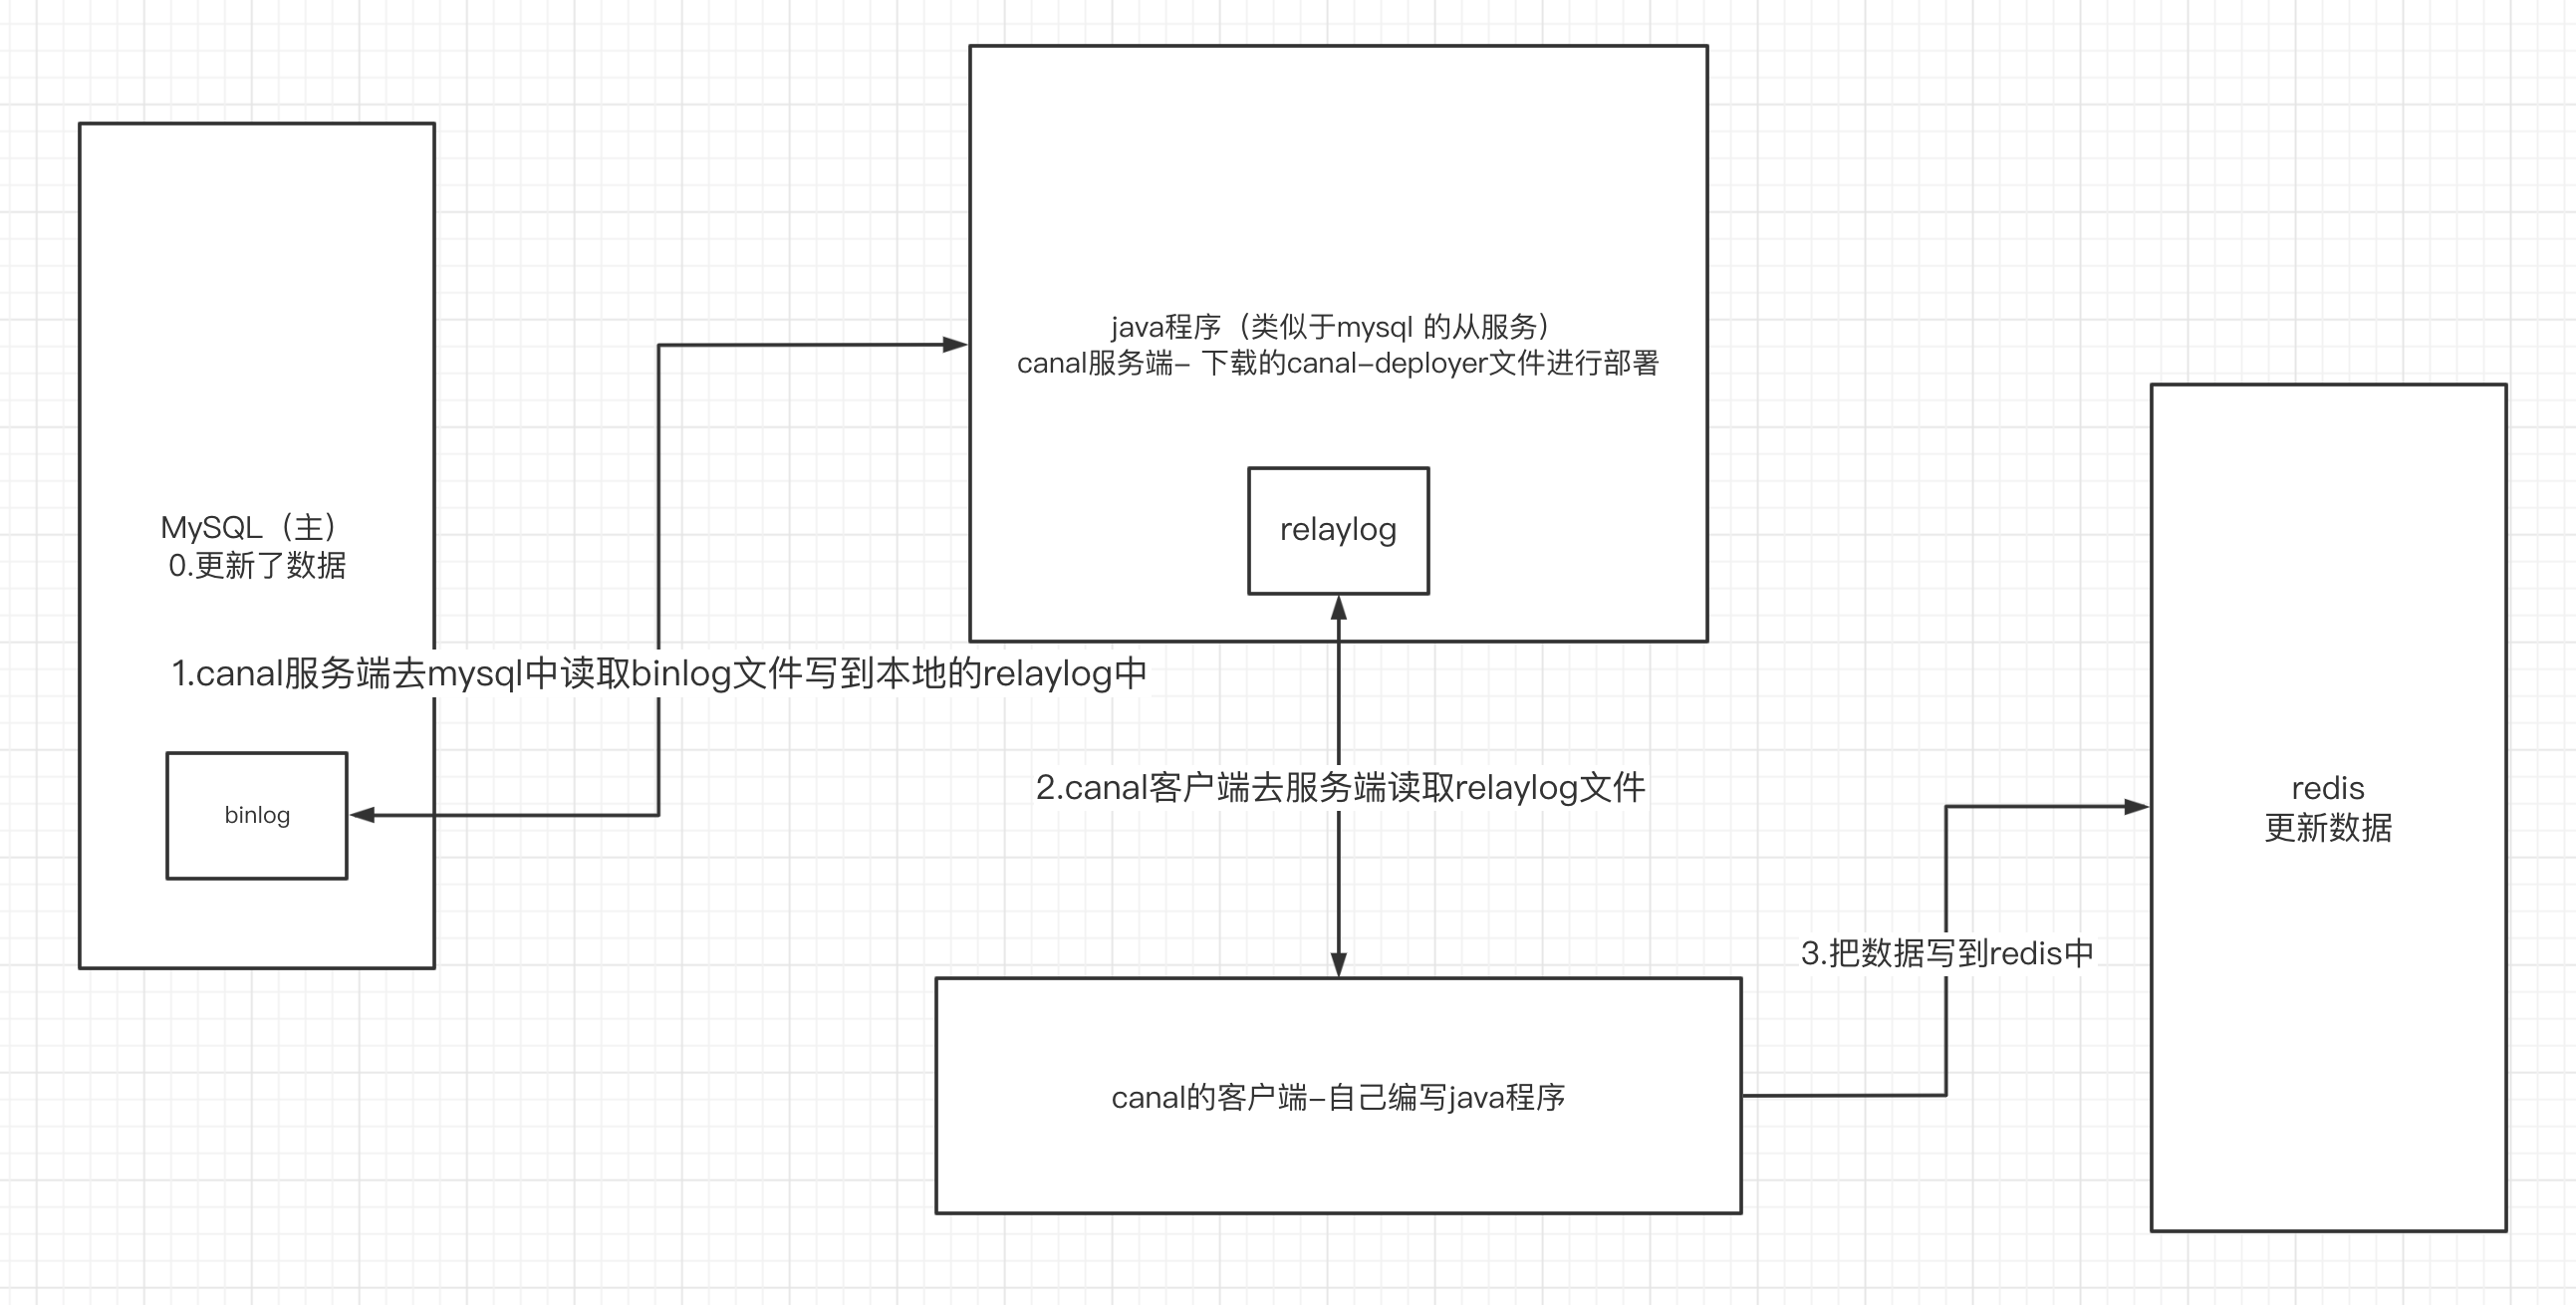 java程序（类似于mysql 的从服务）
canal服务端- 下载的canal-deployer文件进行部署
relaylog
MySQL（主）
0.更新了数据
1.canal服务端去mysql中读取binlog文件写到本地的relaylog中
binlog
2.canal客户端去服务端读取relaylog文件
redis
更新数据
3.把数据写到redis中
canal的客户端-自己编写java程序